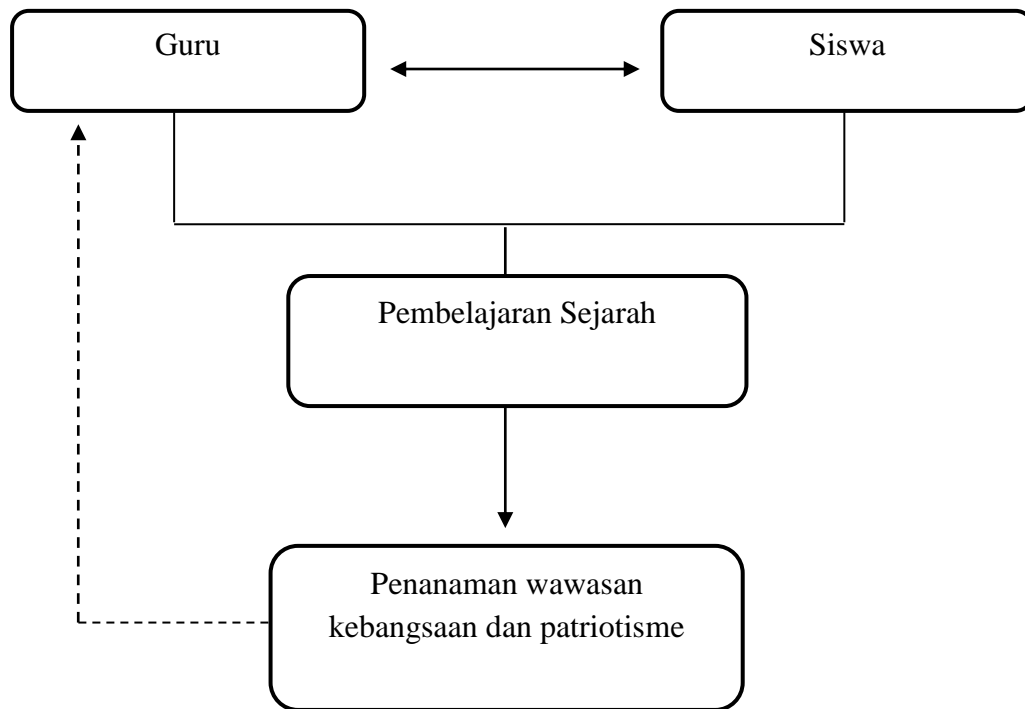 Guru
Siswa
Pembelajaran Sejarah
Penanaman wawasan
kebangsaan dan patriotisme